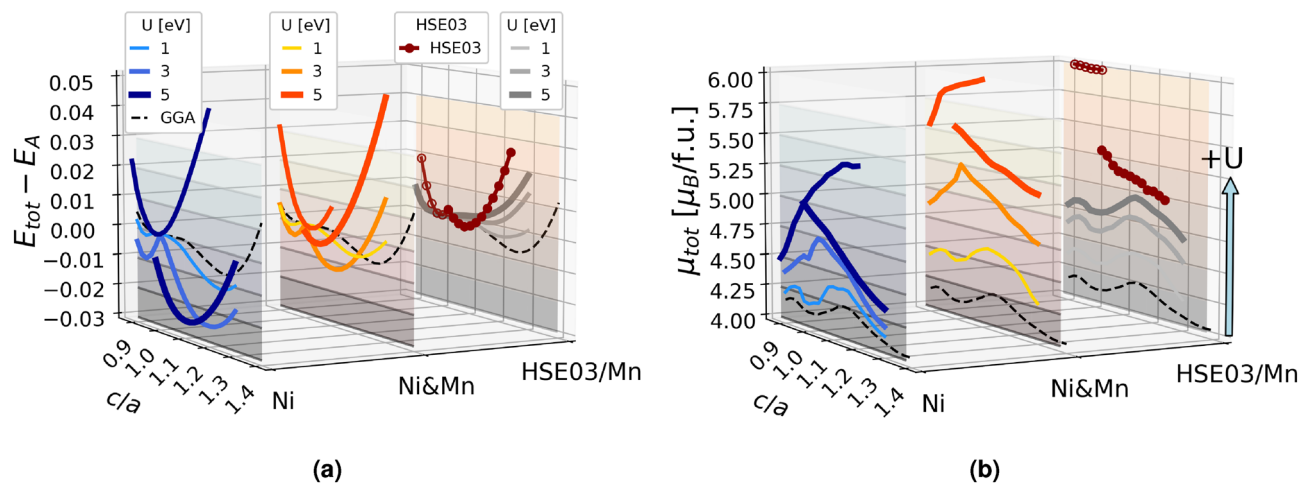 U [eV]
1
3
5
GGA
U [eV]
1
3
5
HSE03
HSE03
U [eV]
1
3
5
E_tot − E_A
0.05
0.04
0.03
0.02
0.01
0.00
−0.01
−0.02
−0.03
0.9
1.0
1.1
1.2
1.3
1.4
c/a
Ni
Ni&Mn
HSE03/Mn
(a)
μ_tot [μ_B/f.u.]
6.00
5.75
5.50
5.25
5.00
4.75
4.50
4.25
4.00
0.9
1.0
1.1
1.2
1.3
1.4
c/a
Ni
Ni&Mn
HSE03/Mn
+U
(b)